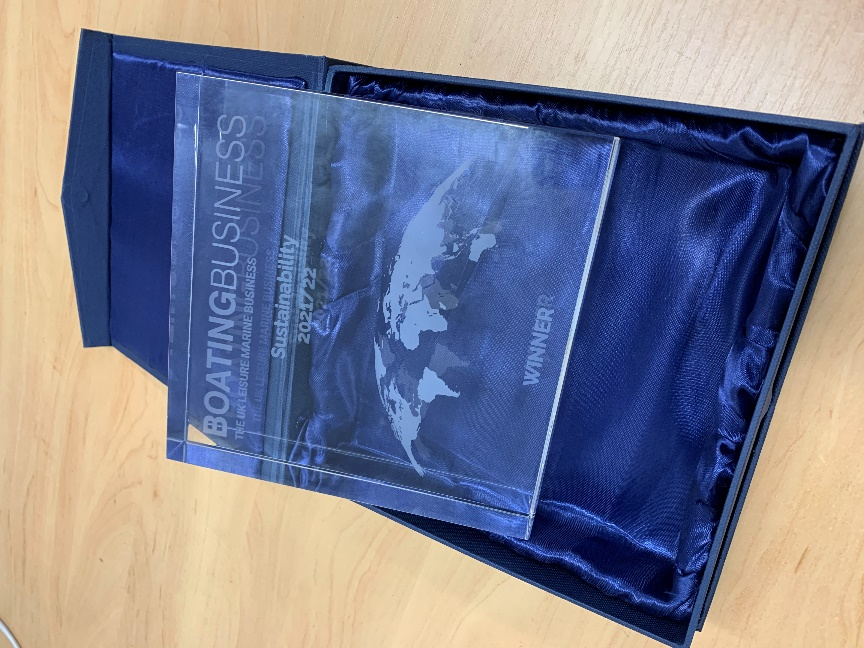 BOATINGBUSINESS
THE UK LEISURE MARINE BUSINESS
Sustainability
2021/22
WINNER